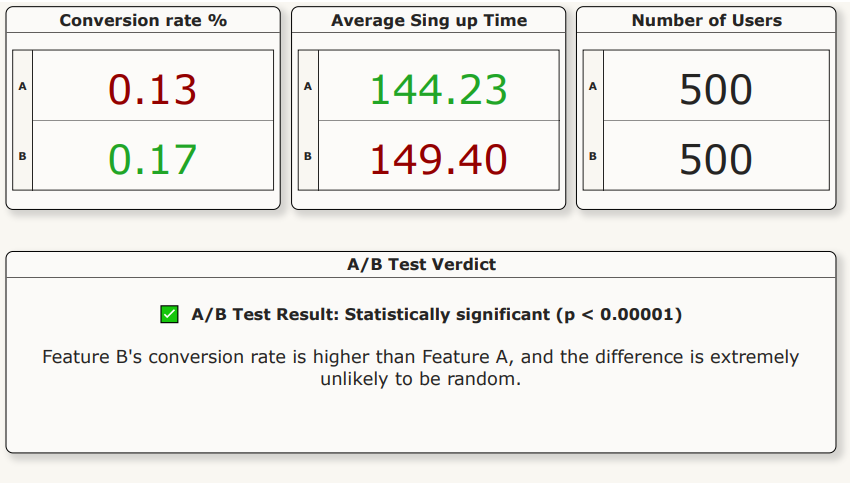 Conversion rate %
A
0.13
B
0.17
Average Sing up Time
A
144.23
B
149.40
Number of Users
A
500
B
500
A/B Test Verdict
A/B Test Result: Statistically significant (p < 0.00001)
Feature B's conversion rate is higher than Feature A, and the difference is extremely
unlikely to be random.